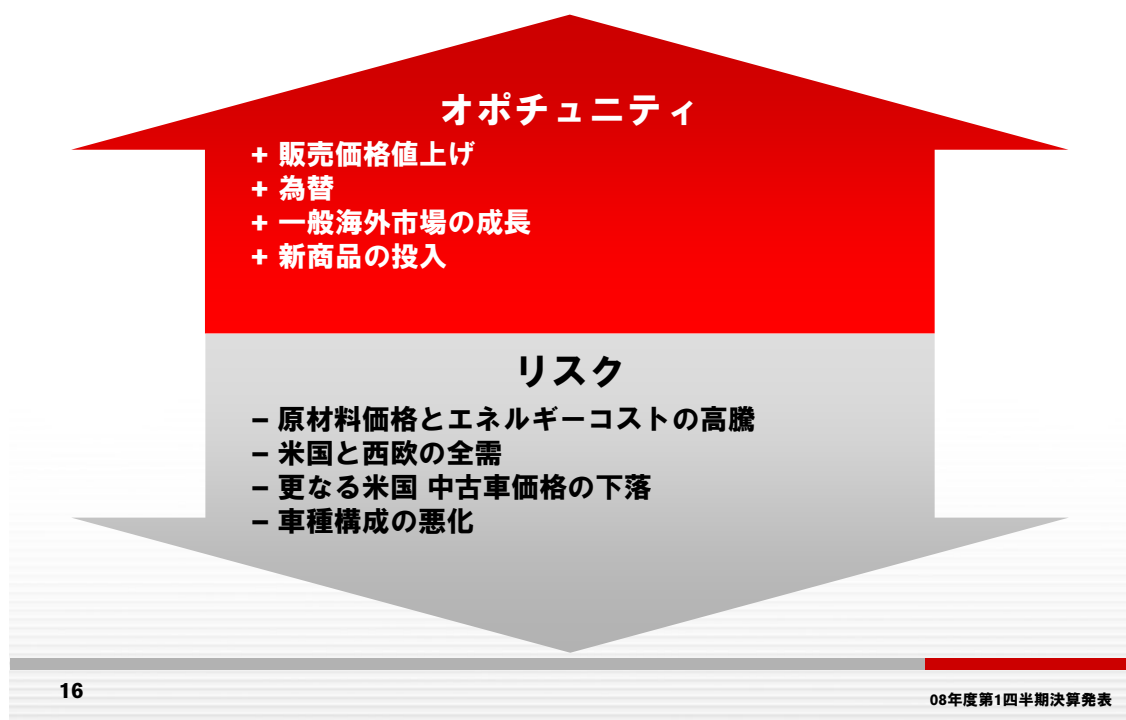 オポチュニティ
+ 販売価格値上げ
+ 為替
+ 一般海外市場の成長
+ 新商品の投入
リスク
– 原材料価格とエネルギーコストの高騰
– 米国と西欧の全需
– 更なる米国 中古車価格の下落
– 車種構成の悪化
16
08年度第1四半期決算発表